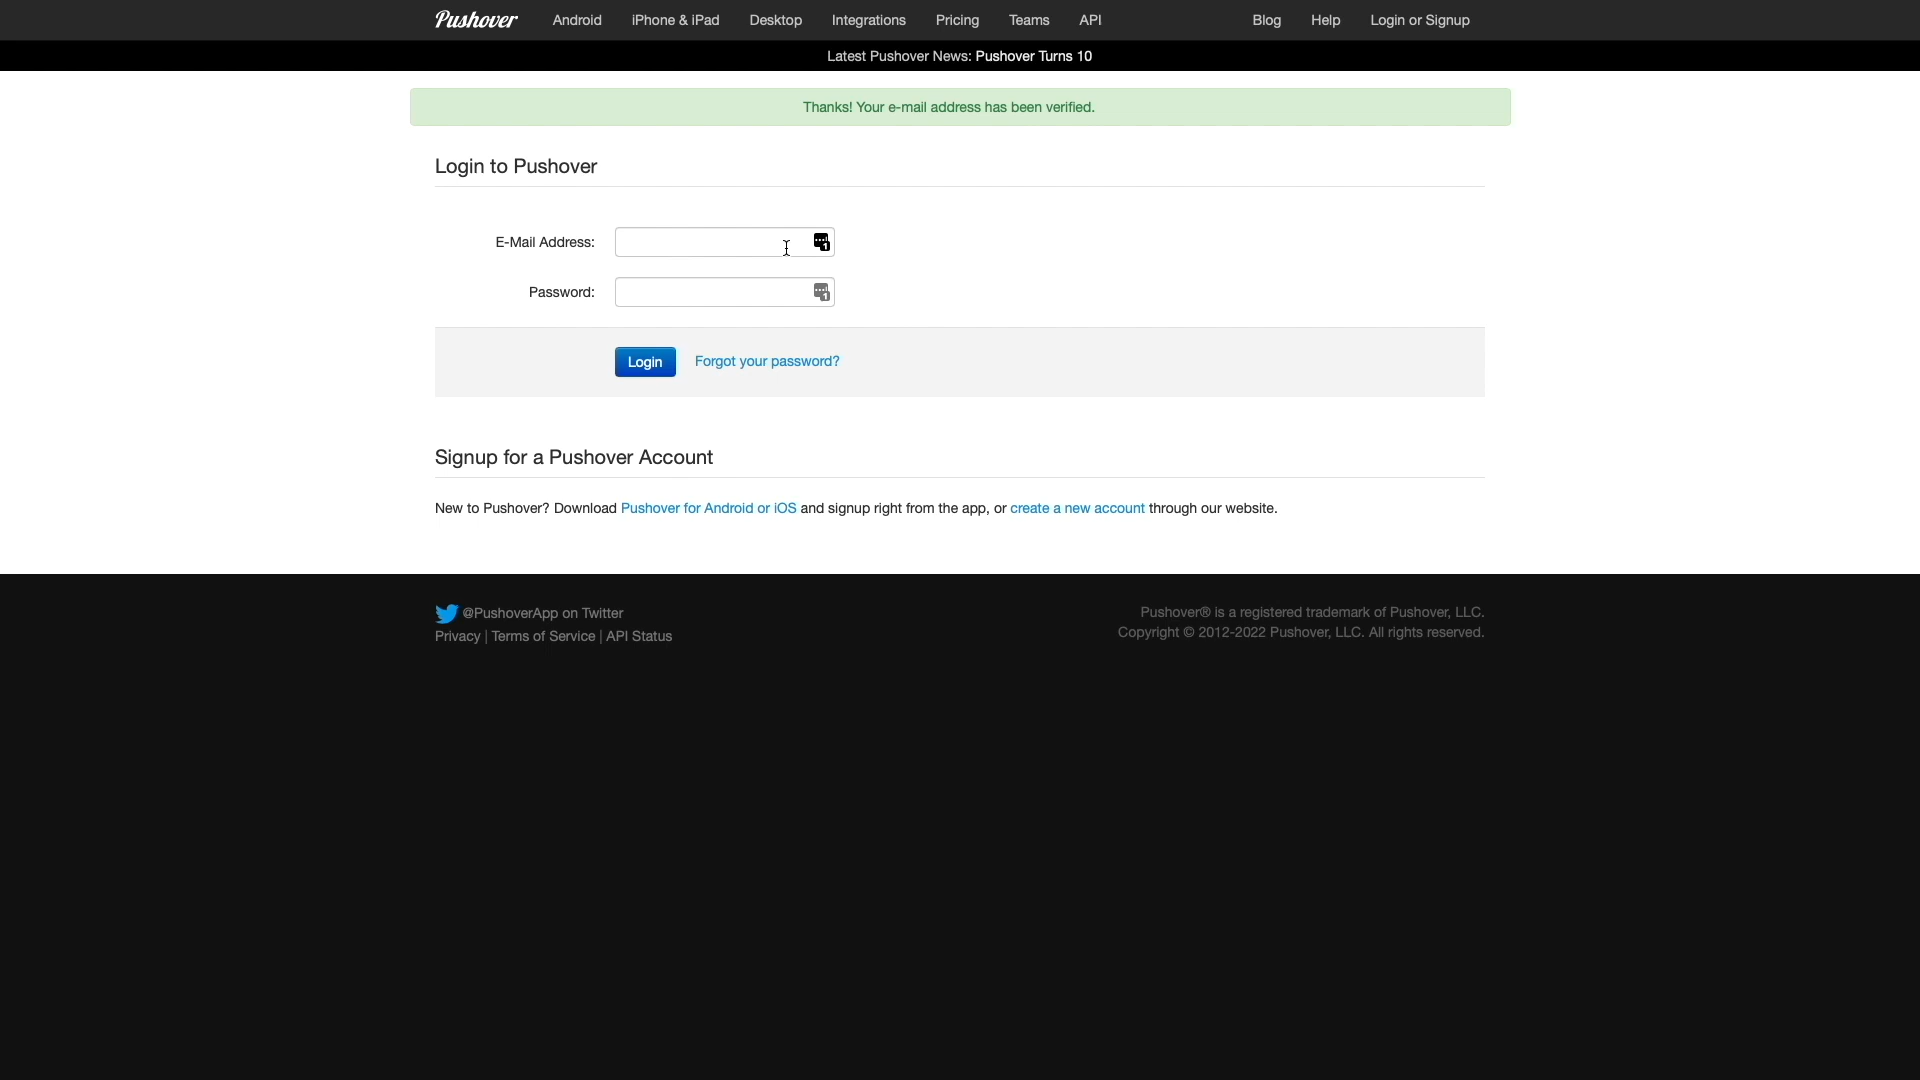 Pushover Android iPhone & iPad Desktop Integrations Pricing Teams API Blog Help Login or Signup
Latest Pushover News: Pushover Turns 10
Thanks! Your e-mail address has been verified.
Login to Pushover
E-Mail Address:
Password:
Login Forgot your password?
Signup for a Pushover Account
New to Pushover? Download Pushover for Android or iOS and signup right from the app, or create a new account through our website.
@PushoverApp on Twitter
Privacy | Terms of Service | API Status
Pushover® is a registered trademark of Pushover, LLC.
Copyright © 2012-2022 Pushover, LLC. All rights reserved.